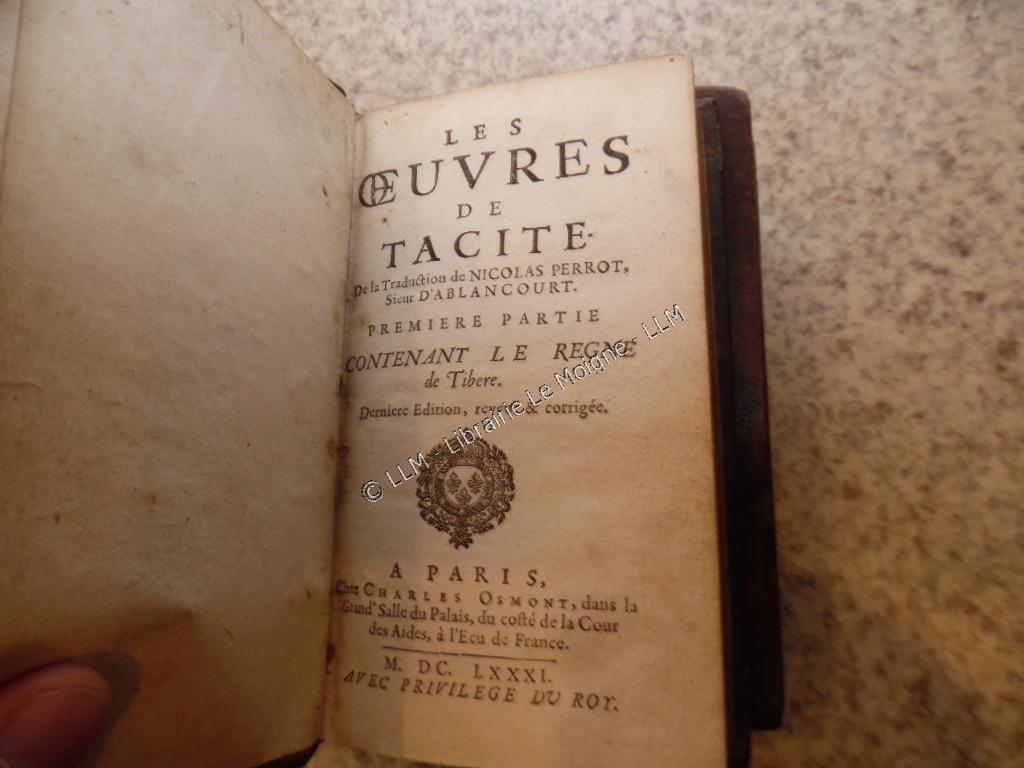 LES
ŒUVRES
DE
TACITE.
De la Traduction de NICOLAS PERROT,
Sieur D'ABLANCOURT.
PREMIERE PARTIE
CONTENANT LE REGNE
de Tibere.
Derniere Edition, & corrigée.
© LLM - Librairie Le Moigne - LLM
A PARIS,
Chez CHARLES OSMONT, dans la
Grand' Salle du Palais, du costé de la Cour
des Aides, à l'Ecu de France.
M. DC. LXXXI.
AVEC PRIVILEGE DU ROY.